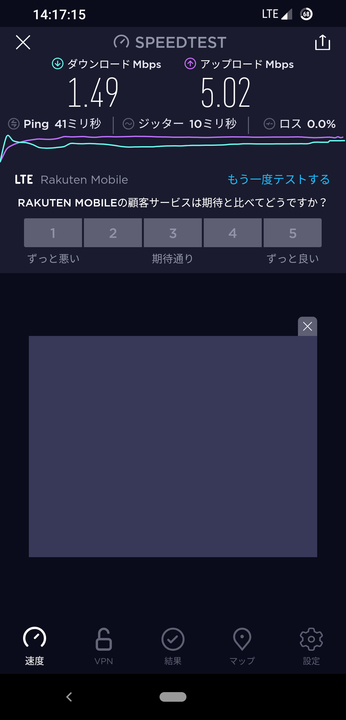 14:17:15 LTE 68
SPEEDTEST
ダウンロード Mbps アップロード Mbps
1.49 5.02
Ping 41ミリ秒 ジッター 10ミリ秒 ロス 0.0%
LTE Rakuten Mobile もう一度テストする
RAKUTEN MOBILEの顧客サービスは期待と比べてどうですか？
1 2 3 4 5
ずっと悪い 期待通り ずっと良い
速度 VPN 結果 マップ 設定